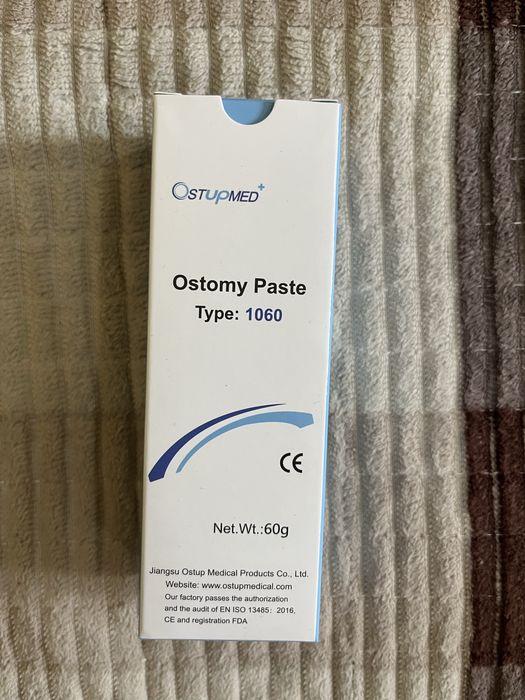 OSTUPMED+
Ostomy Paste
Type: 1060
CE
Net.Wt.:60g
Jiangsu Ostup Medical Products Co., Ltd.
Website: www.ostupmedical.com
Our factory passes the authorization
and the audit of EN ISO 13485: 2016,
CE and registration FDA